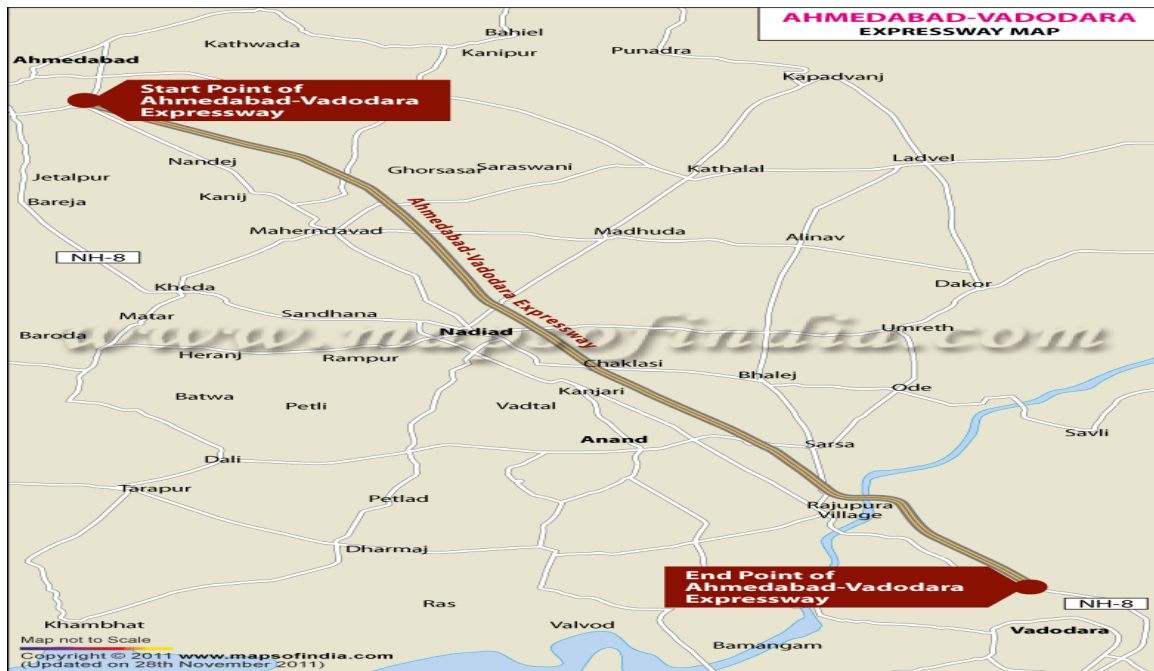 AHMEDABAD-VADODARA
EXPRESSWAY MAP
Bahiel
Kathwada
Kanipur
Punadra
Ahmedabad
Kapadvanj
Start Point of
Ahmedabad-Vadodara
Expressway
Nandej
Ladvel
Ghorsasar
Saraswani
Kathalal
Jetalpur
Kanij
Bareja
Ahmedabad-Vadodara Expressway
Maherndavad
Madhuda
Alinav
NH-8
Kheda
Dakor
Matar
Sandhana
Baroda
Nadiad
Umreth
www.mapsofindia.com
Heranj
Rampur
Chaklasi
Bhalej
Ode
Batwa
Petli
Vadtal
Kanjari
Savli
Anand
Sarsa
Dali
Tarapur
Petlad
Rajupura
Village
Dharmaj
End Point of
Ahmedabad-Vadodara
Expressway
Ras
NH-8
Khambhat
Valvod
Vadodara
Bamangam
Map not to Scale
Copyright © 2011 www.mapsofindia.com
(Updated on 28th November 2011)